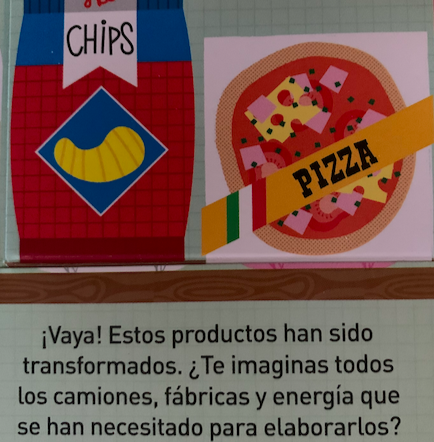 CHiPS
PIZZA
¡Vaya! Estos productos han sido
transformados. ¿Te imaginas todos
los camiones, fábricas y energía que
se han necesitado para elaborarlos?